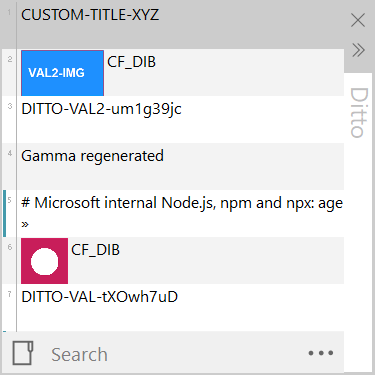 1 CUSTOM-TITLE-XYZ
2 VAL2-IMG CF_DIB
3 DITTO-VAL2-um1g39jc
4 Gamma regenerated
5 # Microsoft internal Node.js, npm and npx: age
»
6 CF_DIB
7 DITTO-VAL-tXOwh7uD
Search
Ditto